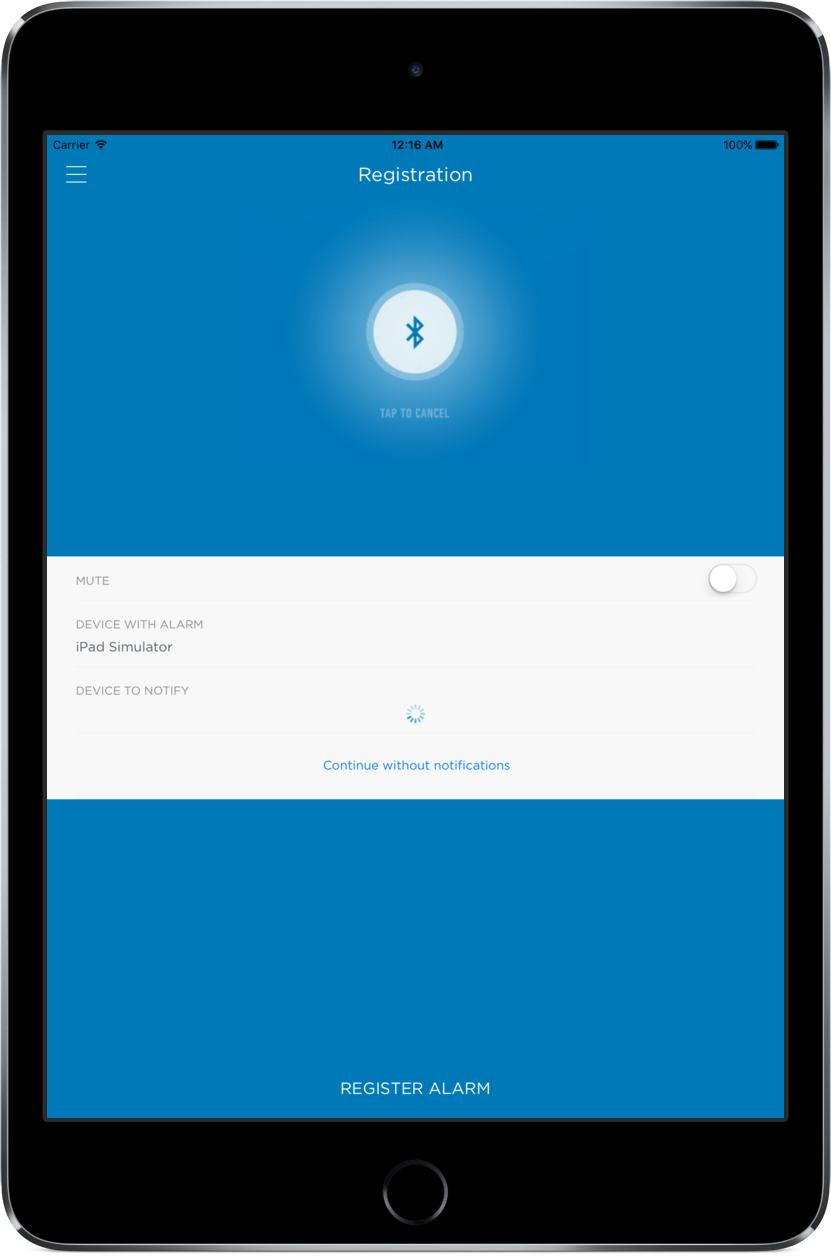 Carrier 12:16 AM 100%
Registration
TAP TO CANCEL
MUTE
DEVICE WITH ALARM
iPad Simulator
DEVICE TO NOTIFY
Continue without notifications
REGISTER ALARM